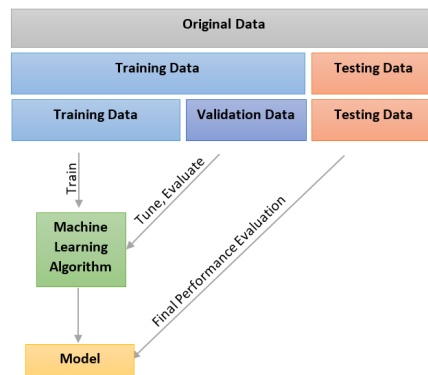 Original Data
Training Data
Testing Data
Training Data
Validation Data
Testing Data
Train
Tune, Evaluate
Final Performance Evaluation
Machine
Learning
Algorithm
Model